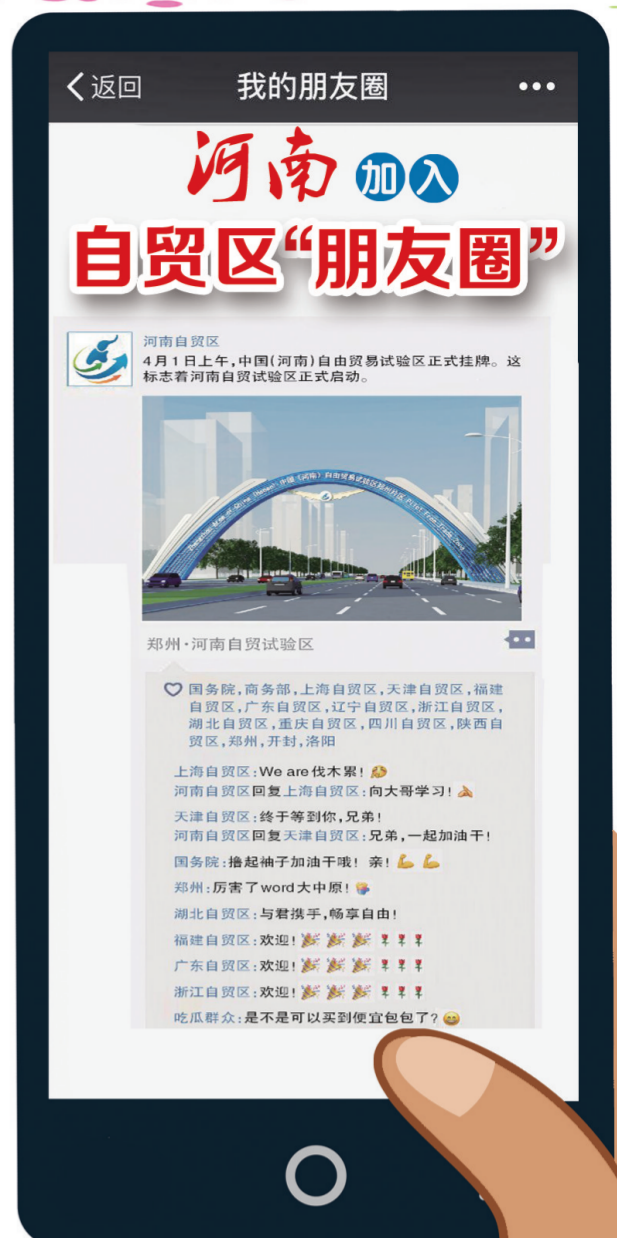 返回
我的朋友圈
河南 加入
自贸区“朋友圈”
河南自贸区
4月1日上午,中国(河南)自由贸易试验区正式挂牌。这
标志着河南自贸试验区正式启动。
郑州·河南自贸试验区
国务院,商务部,上海自贸区,天津自贸区,福建
自贸区,广东自贸区,辽宁自贸区,浙江自贸区,
湖北自贸区,重庆自贸区,四川自贸区,陕西自
贸区,郑州,开封,洛阳
上海自贸区:We are伐木累!
河南自贸区回复上海自贸区:向大哥学习!
天津自贸区:终于等到你,兄弟!
河南自贸区回复天津自贸区:兄弟,一起加油干!
国务院:撸起袖子加油干哦! 亲!
郑州:厉害了word大中原!
湖北自贸区:与君携手,畅享自由!
福建自贸区:欢迎!
广东自贸区:欢迎!
浙江自贸区:欢迎!
吃瓜群众:是不是可以买到便宜包包了?